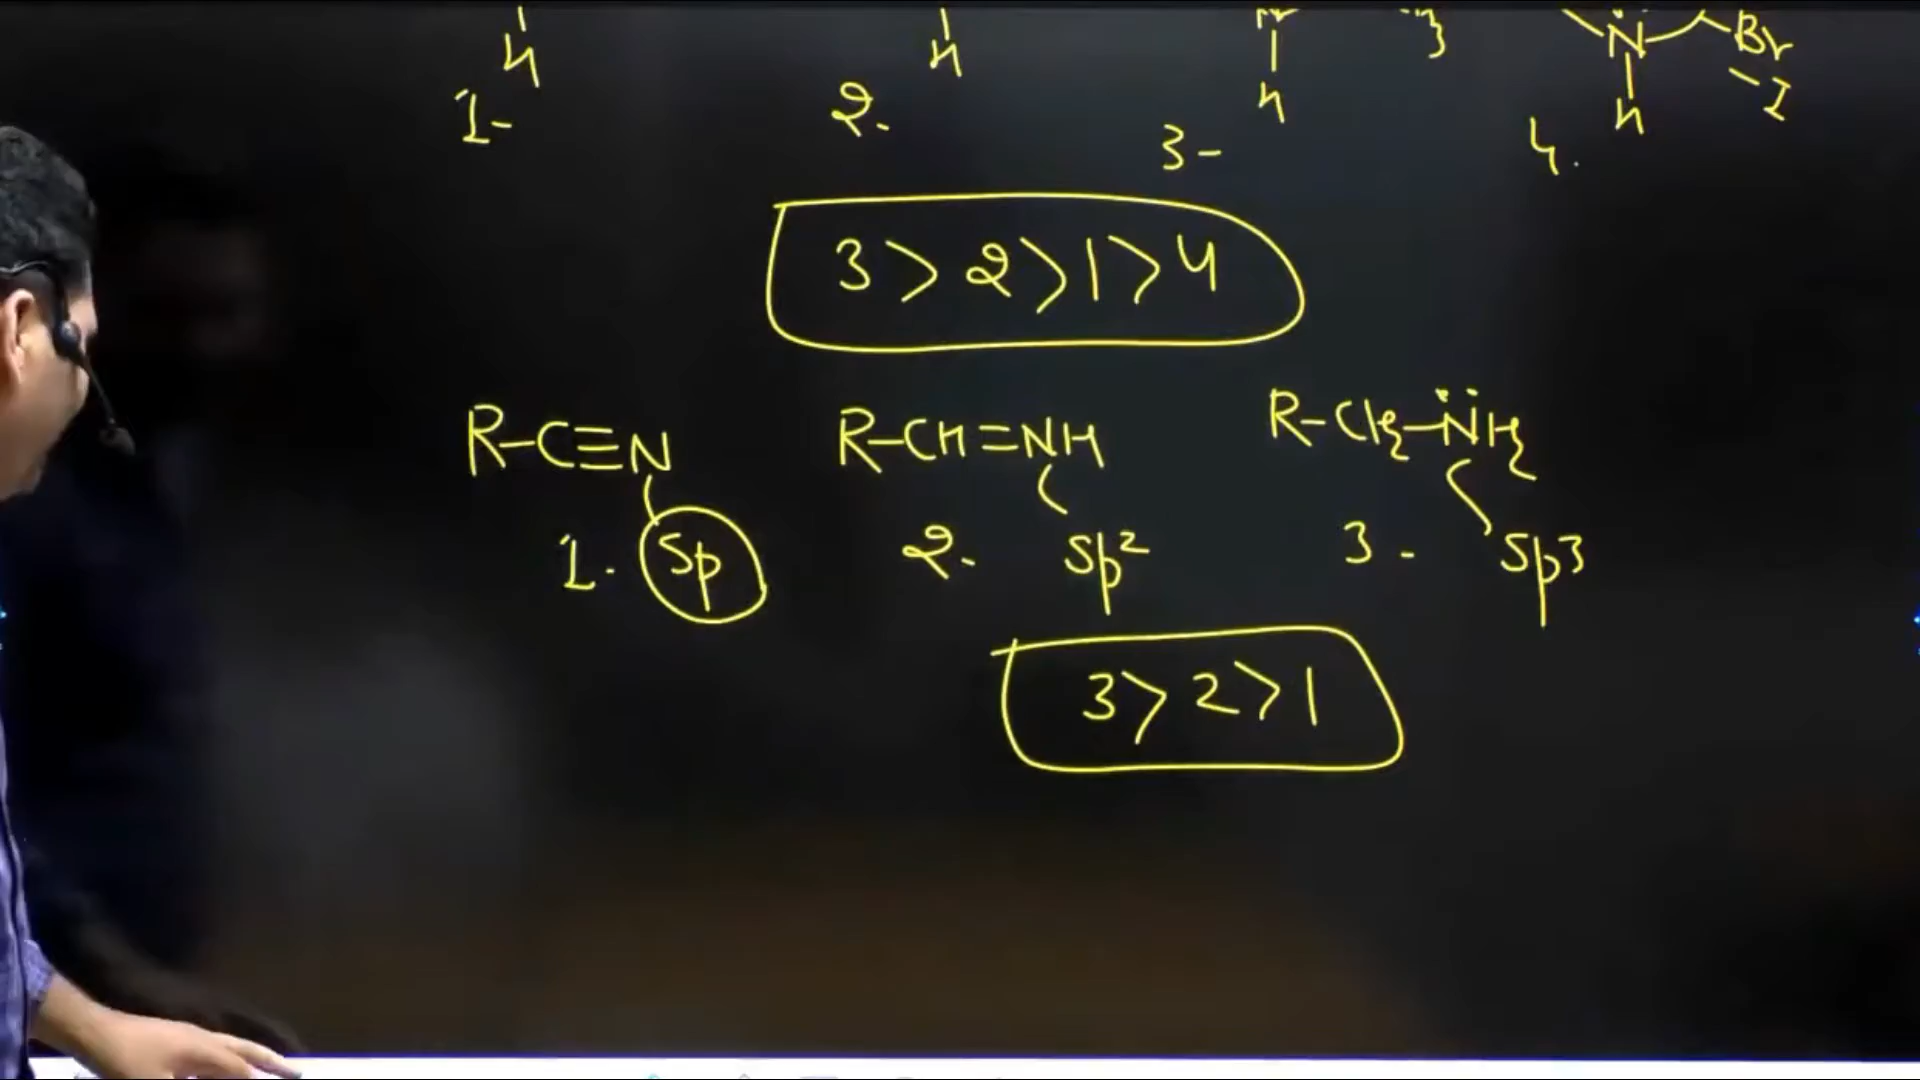 H H H N Br
H -I
1- 2. 3- 4.
3 > 2 > 1 > 4
R-C≡N R-CH=NH R-CH₂-N̈H₂
1. Sp 2. Sp² 3- Sp³
3 > 2 > 1